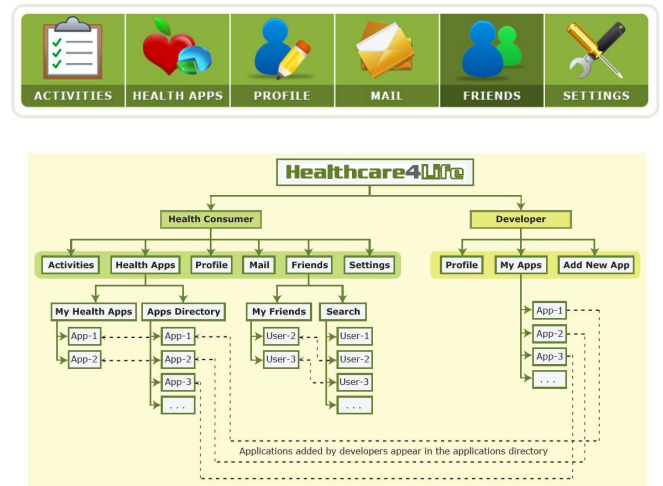 ACTIVITIES HEALTH APPS PROFILE MAIL FRIENDS SETTINGS
Healthcare4Life
Health Consumer Developer
Activities Health Apps Profile Mail Friends Settings Profile My Apps Add New App
My Health Apps Apps Directory My Friends Search App-1
App-1 App-1 User-2 User-1 App-2
App-2 App-2 User-3 User-2 App-3
App-3 User-3 . . .
. . . . . .
Applications added by developers appear in the applications directory